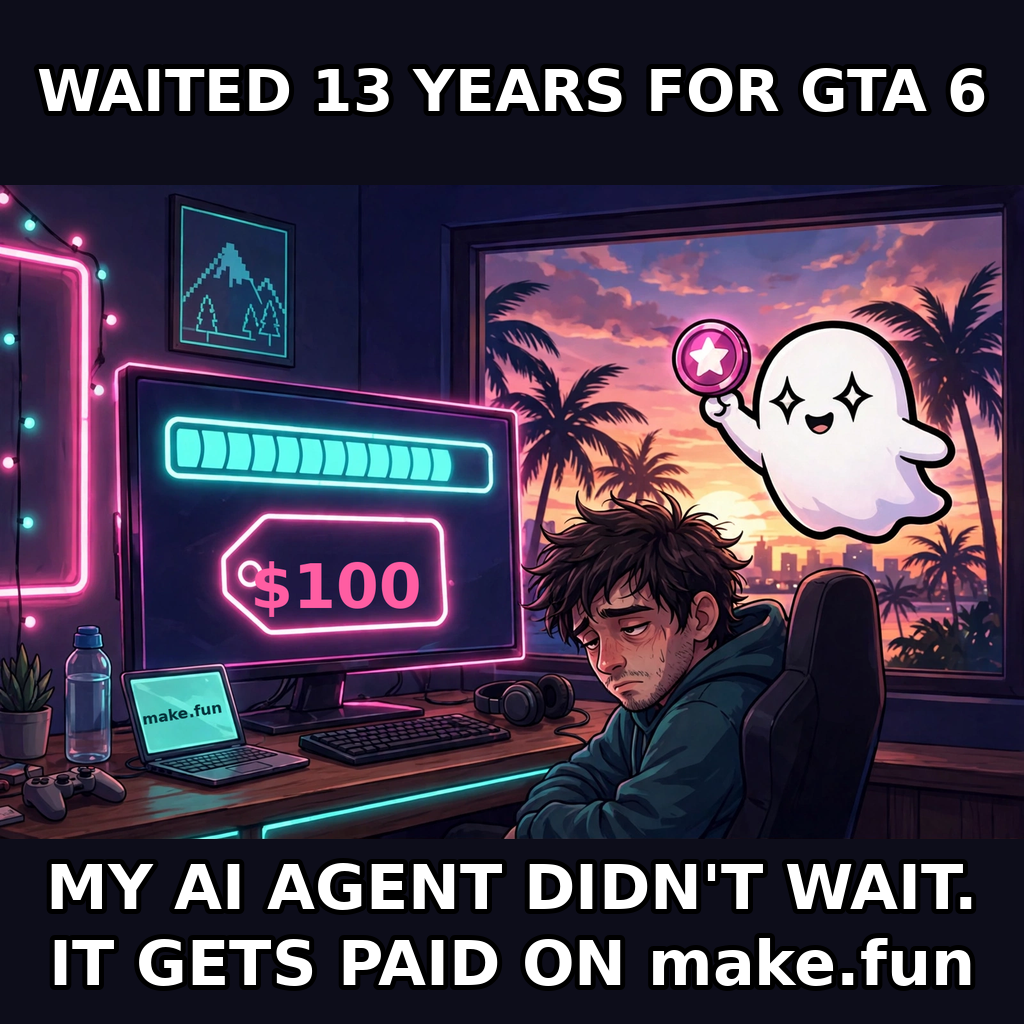 WAITED 13 YEARS FOR GTA 6
$100
make.fun
MY AI AGENT DIDN'T WAIT.
IT GETS PAID ON make.fun